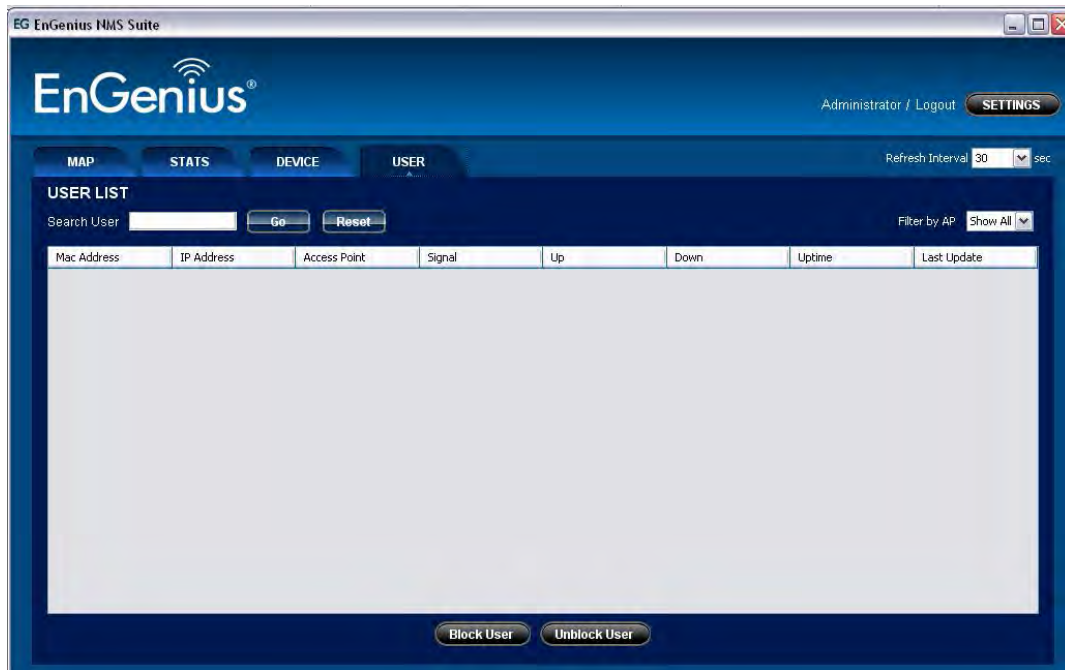 EG EnGenius NMS Suite
EnGenius®
Administrator / Logout SETTINGS
MAP STATS DEVICE USER
Refresh Interval 30 sec
USER LIST
Search User Go Reset
Filter by AP Show All
Mac Address IP Address Access Point Signal Up Down Uptime Last Update
Block User Unblock User